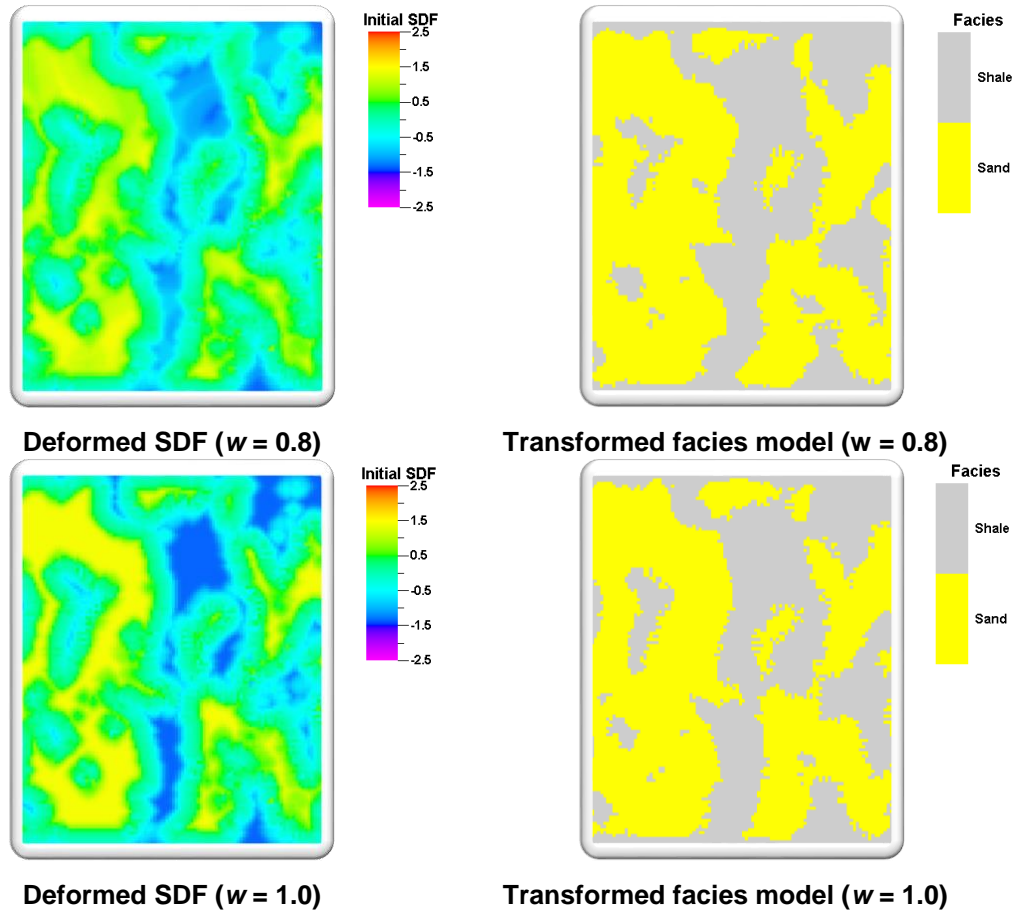 Initial SDF
2.5
1.5
0.5
-0.5
-1.5
-2.5
Facies
Shale
Sand
Deformed SDF (w = 0.8)
Transformed facies model (w = 0.8)
Initial SDF
2.5
1.5
0.5
-0.5
-1.5
-2.5
Facies
Shale
Sand
Deformed SDF (w = 1.0)
Transformed facies model (w = 1.0)